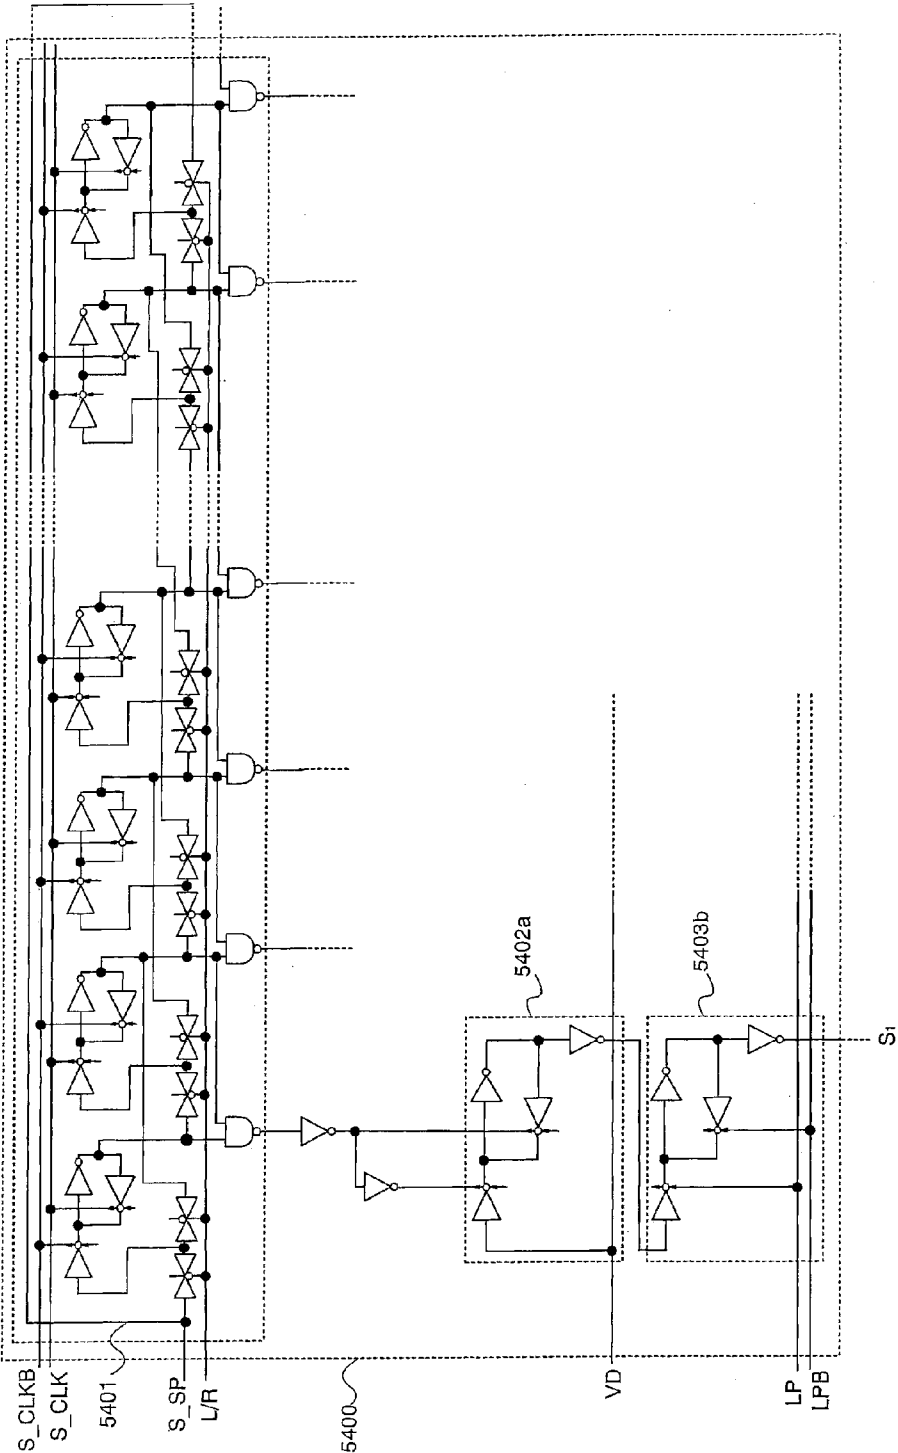 S_CLKB
S_CLK
5401
S_SP
L/R
5400
5402a
VD
5403b
LP
LPB
S1